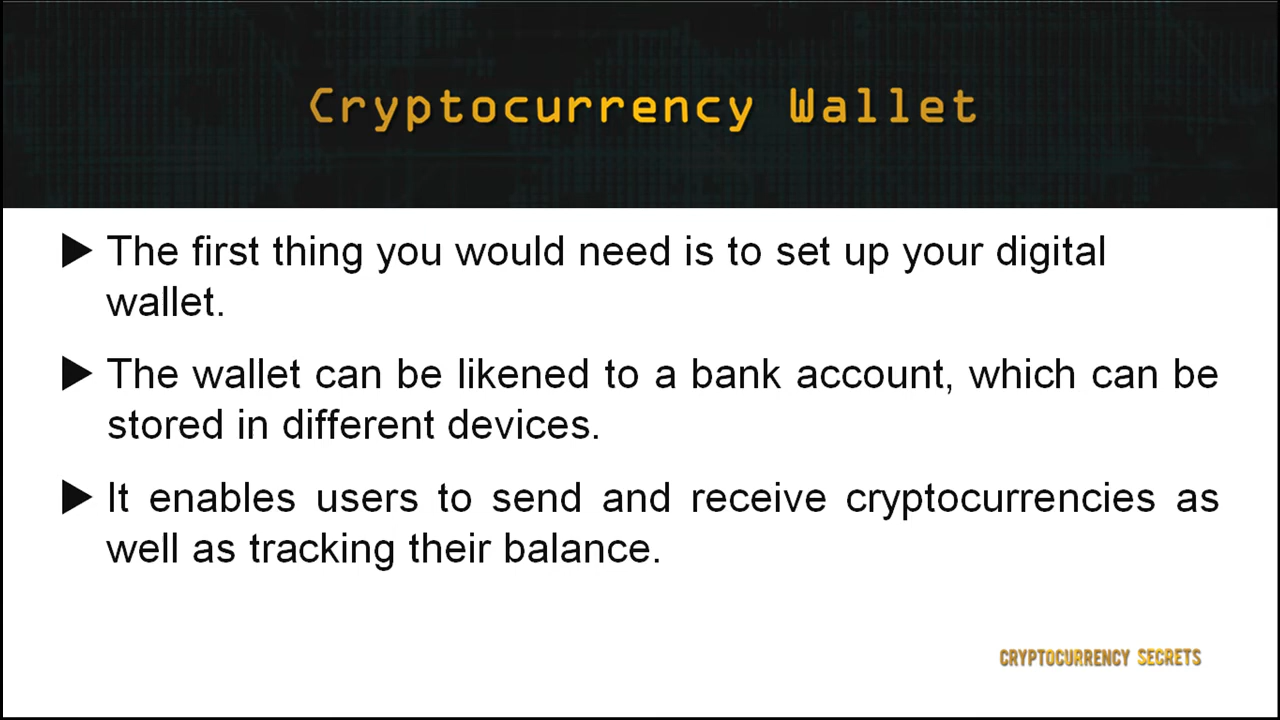 Cryptocurrency Wallet
The first thing you would need is to set up your digital
wallet.
The wallet can be likened to a bank account, which can be
stored in different devices.
It enables users to send and receive cryptocurrencies as
well as tracking their balance.
CRYPTOCURRENCY SECRETS